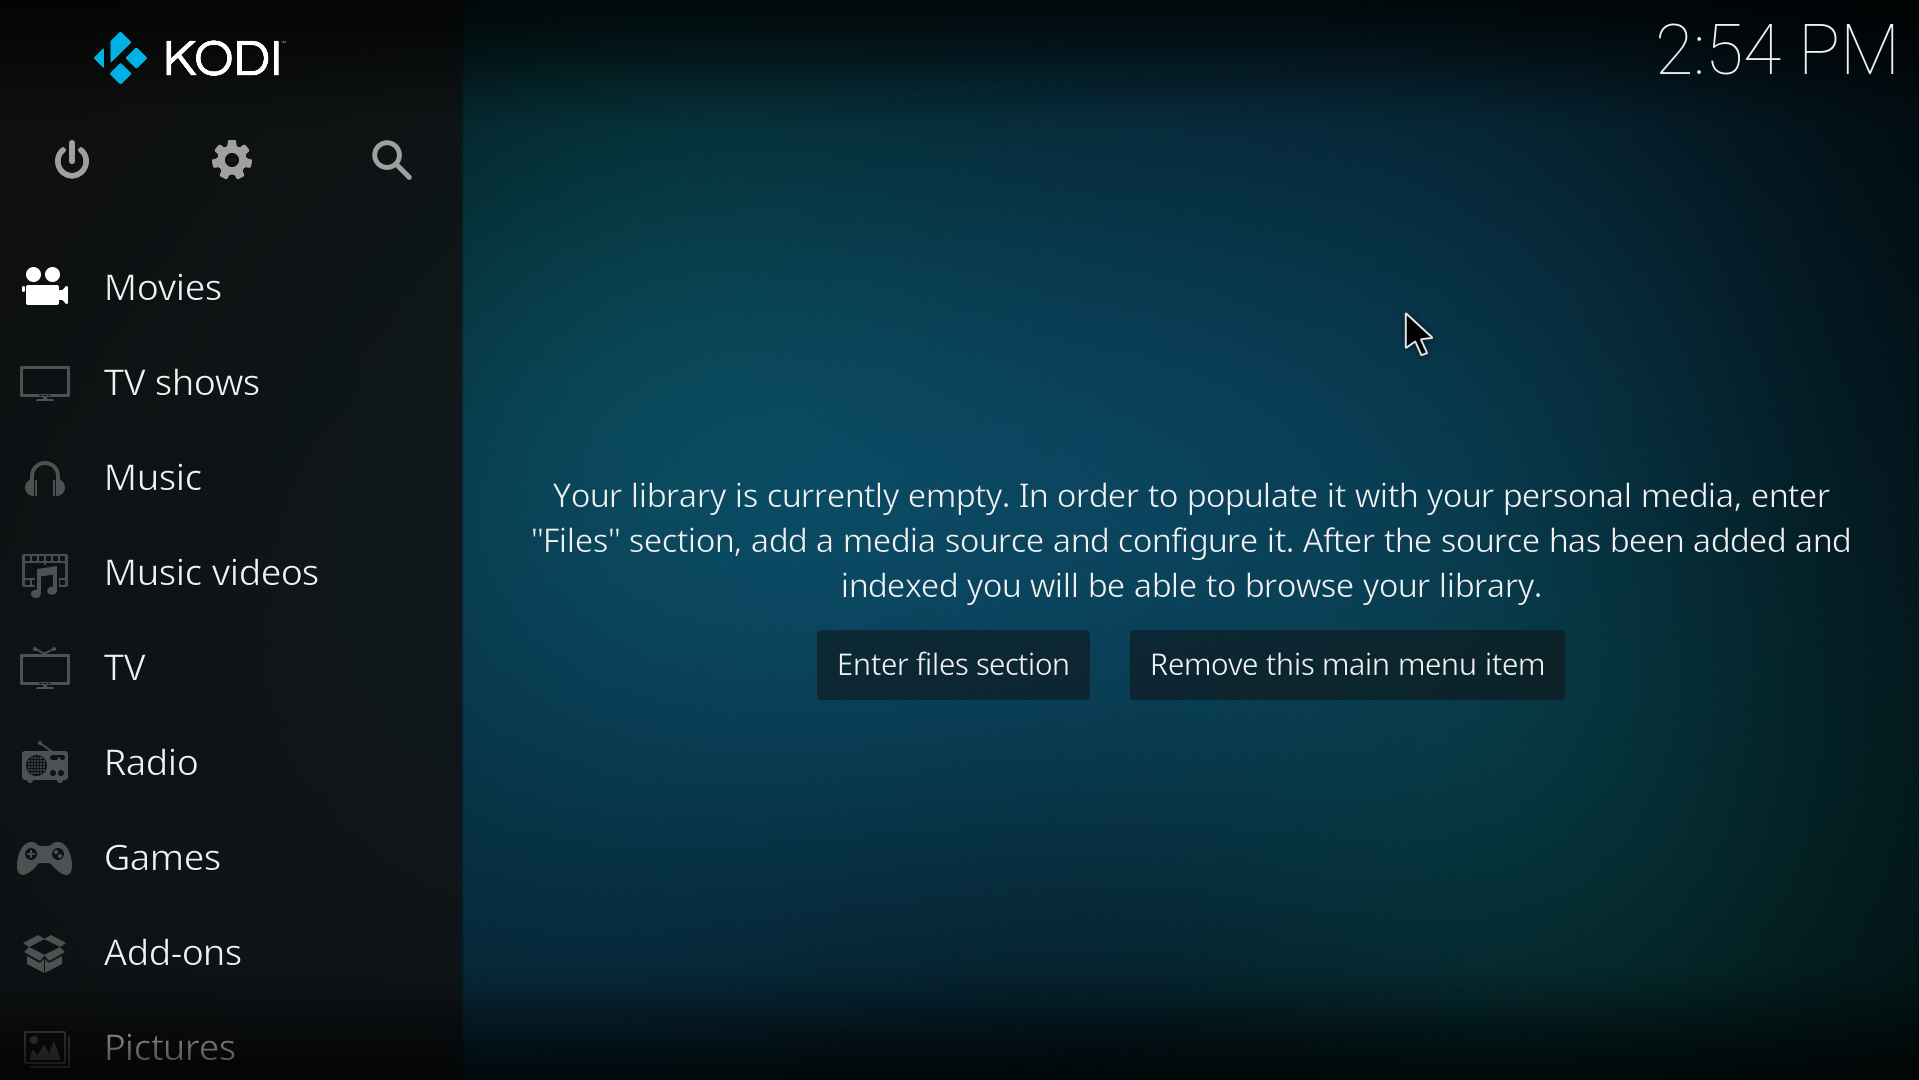 KODI
2:54 PM
Movies
TV shows
Music
Music videos
TV
Radio
Games
Add-ons
Pictures
Your library is currently empty. In order to populate it with your personal media, enter
"Files" section, add a media source and configure it. After the source has been added and
indexed you will be able to browse your library.
Enter files section
Remove this main menu item